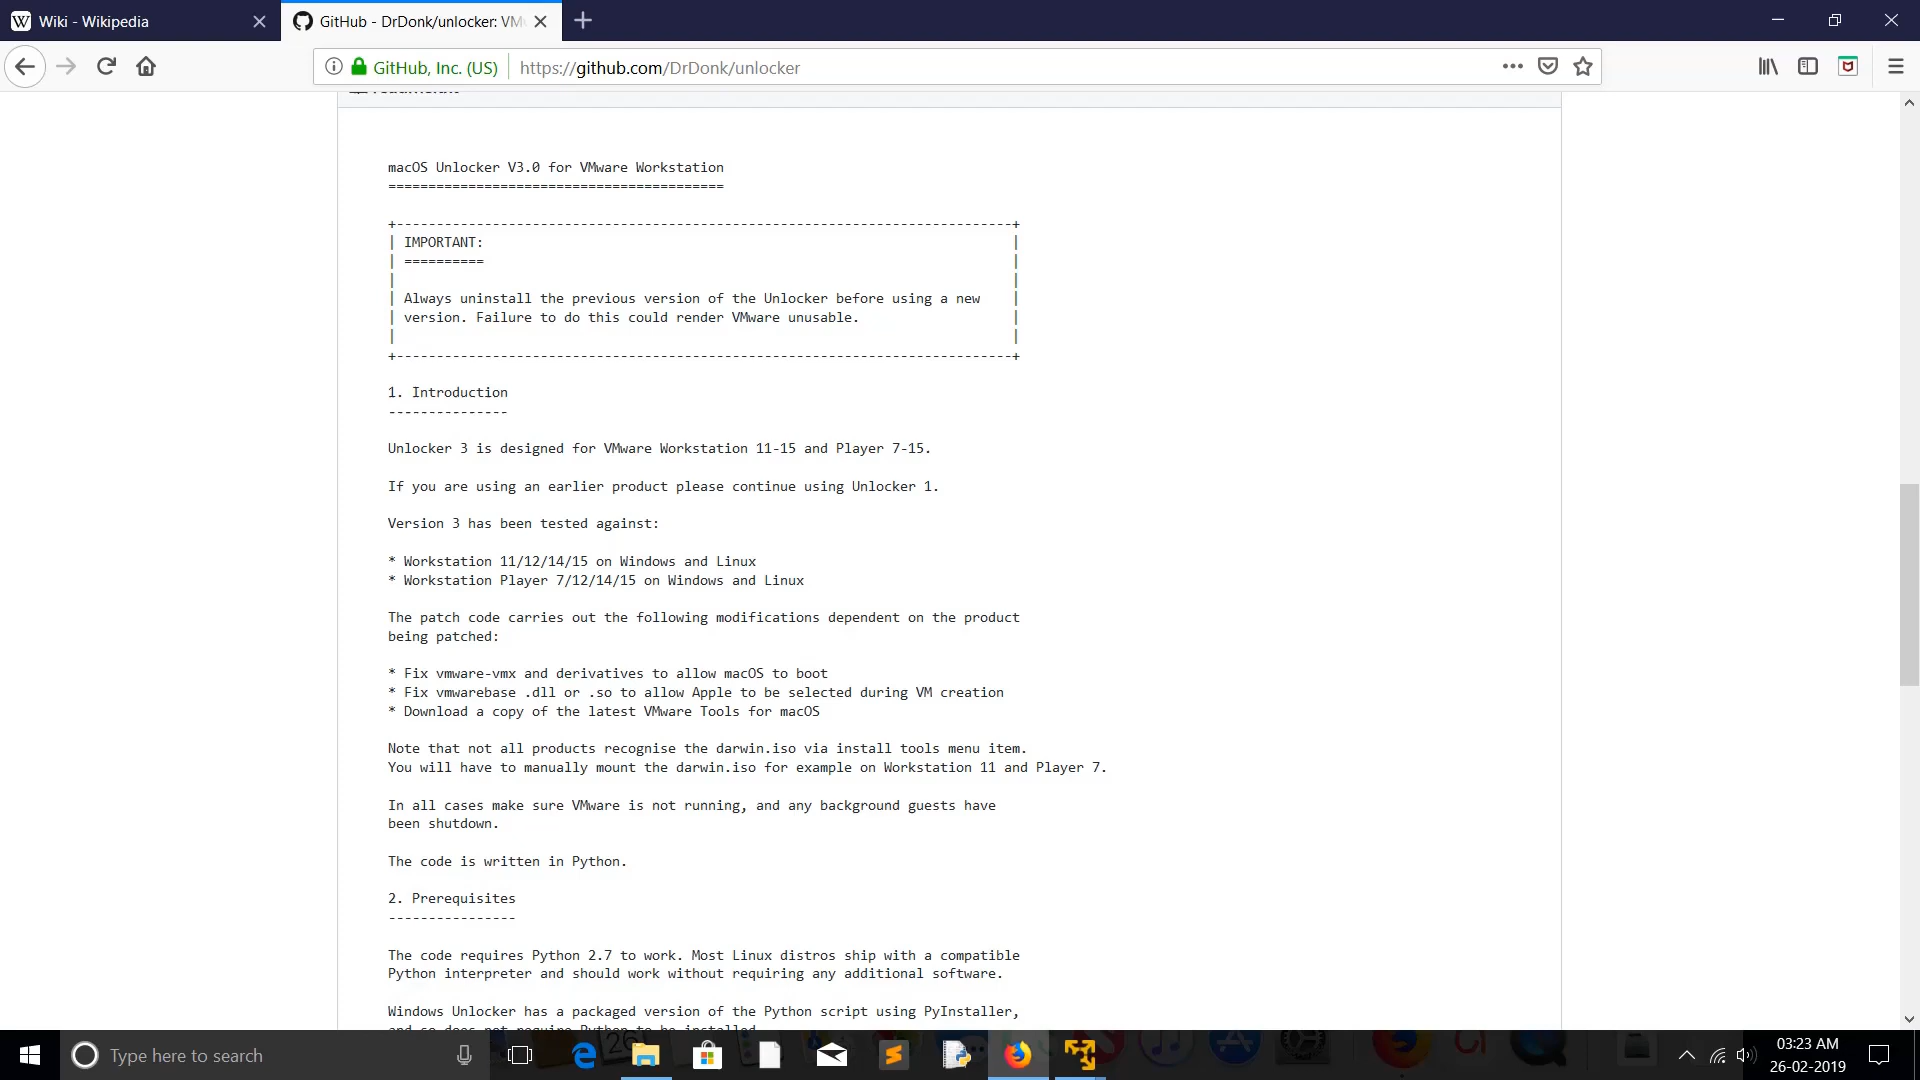 Wiki - Wikipedia
GitHub - DrDonk/unlocker: VM
GitHub, Inc. (US)
https://github.com/DrDonk/unlocker
macOS Unlocker V3.0 for VMware Workstation
==========================================
+-----------------------------------------------------------------------------+
| IMPORTANT: |
| ========== |
| |
| Always uninstall the previous version of the Unlocker before using a new |
| version. Failure to do this could render VMware unusable. |
| |
+-----------------------------------------------------------------------------+
1. Introduction
---------------
Unlocker 3 is designed for VMware Workstation 11-15 and Player 7-15.
If you are using an earlier product please continue using Unlocker 1.
Version 3 has been tested against:
* Workstation 11/12/14/15 on Windows and Linux
* Workstation Player 7/12/14/15 on Windows and Linux
The patch code carries out the following modifications dependent on the product
being patched:
* Fix vmware-vmx and derivatives to allow macOS to boot
* Fix vmwarebase .dll or .so to allow Apple to be selected during VM creation
* Download a copy of the latest VMware Tools for macOS
Note that not all products recognise the darwin.iso via install tools menu item.
You will have to manually mount the darwin.iso for example on Workstation 11 and Player 7.
In all cases make sure VMware is not running, and any background guests have
been shutdown.
The code is written in Python.
2. Prerequisites
----------------
The code requires Python 2.7 to work. Most Linux distros ship with a compatible
Python interpreter and should work without requiring any additional software.
Windows Unlocker has a packaged version of the Python script using PyInstaller,
and so does not require Python to be installed.
Type here to search
03:23 AM
26-02-2019